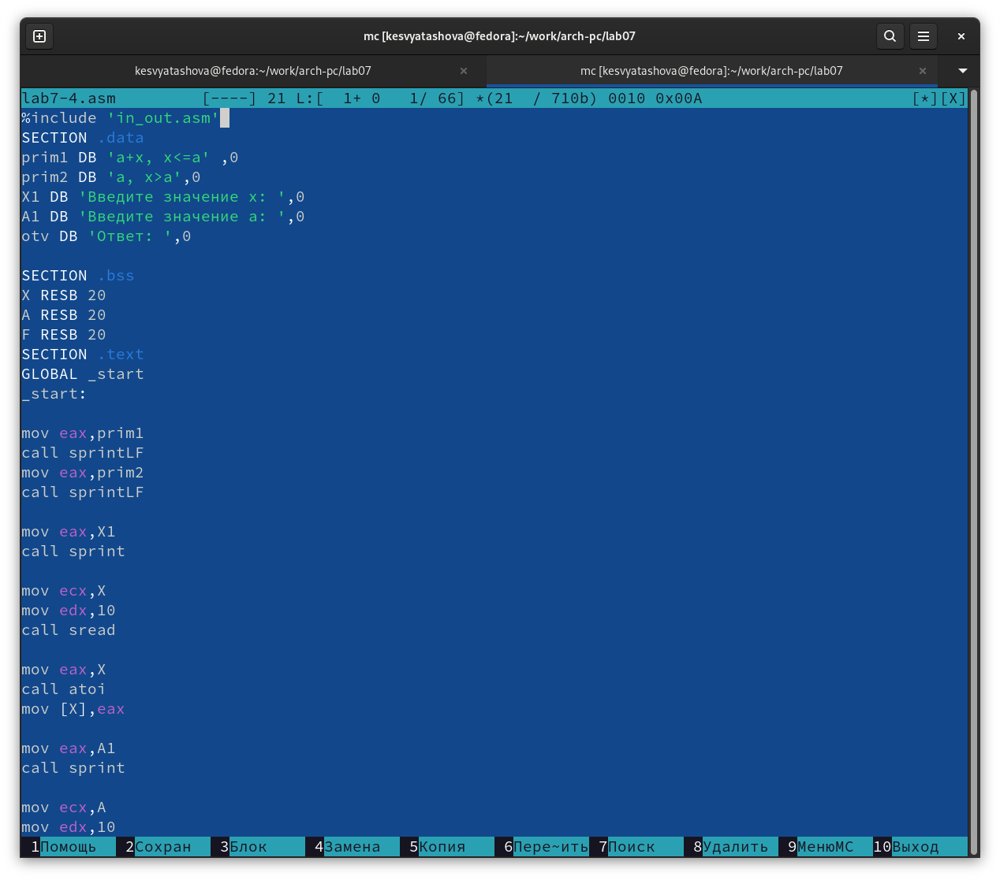 mc [kesvyatashova@fedora]:~/work/arch-pc/lab07
kesvyatashova@fedora:~/work/arch-pc/lab07
mc [kesvyatashova@fedora]:~/work/arch-pc/lab07
lab7-4.asm [----] 21 L:[ 1+ 0 1/ 66] *(21 / 710b) 0010 0x00A [*][X]
%include 'in_out.asm'
SECTION .data
prim1 DB 'a+x, x<=a' ,0
prim2 DB 'a, x>a',0
X1 DB 'Введите значение х: ',0
A1 DB 'Введите значение а: ',0
otv DB 'Ответ: ',0
SECTION .bss
X RESB 20
A RESB 20
F RESB 20
SECTION .text
GLOBAL _start
_start:
mov eax,prim1
call sprintLF
mov eax,prim2
call sprintLF
mov eax,X1
call sprint
mov ecx,X
mov edx,10
call sread
mov eax,X
call atoi
mov [X],eax
mov eax,A1
call sprint
mov ecx,A
mov edx,10
1Помощь 2Сохран 3Блок 4Замена 5Копия 6Пере~ить 7Поиск 8Удалить 9МенюМС 10Выход